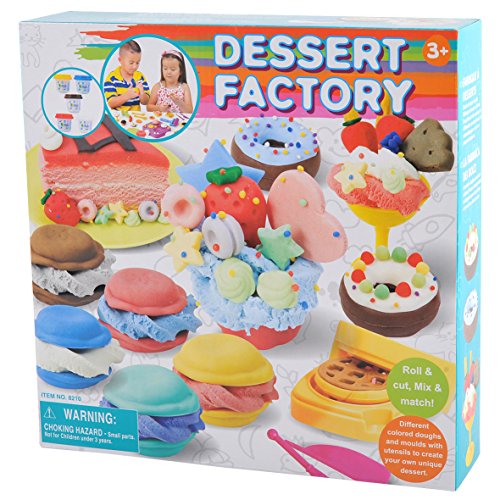 DESSERT
FACTORY
3+
ITEM NO. 8210
WARNING:
CHOKING HAZARD - Small parts.
Not for Children under 3 years.
Roll &
cut, Mix &
match!
Different
colored doughs
and moulds with
utensils to create
your own unique
dessert.